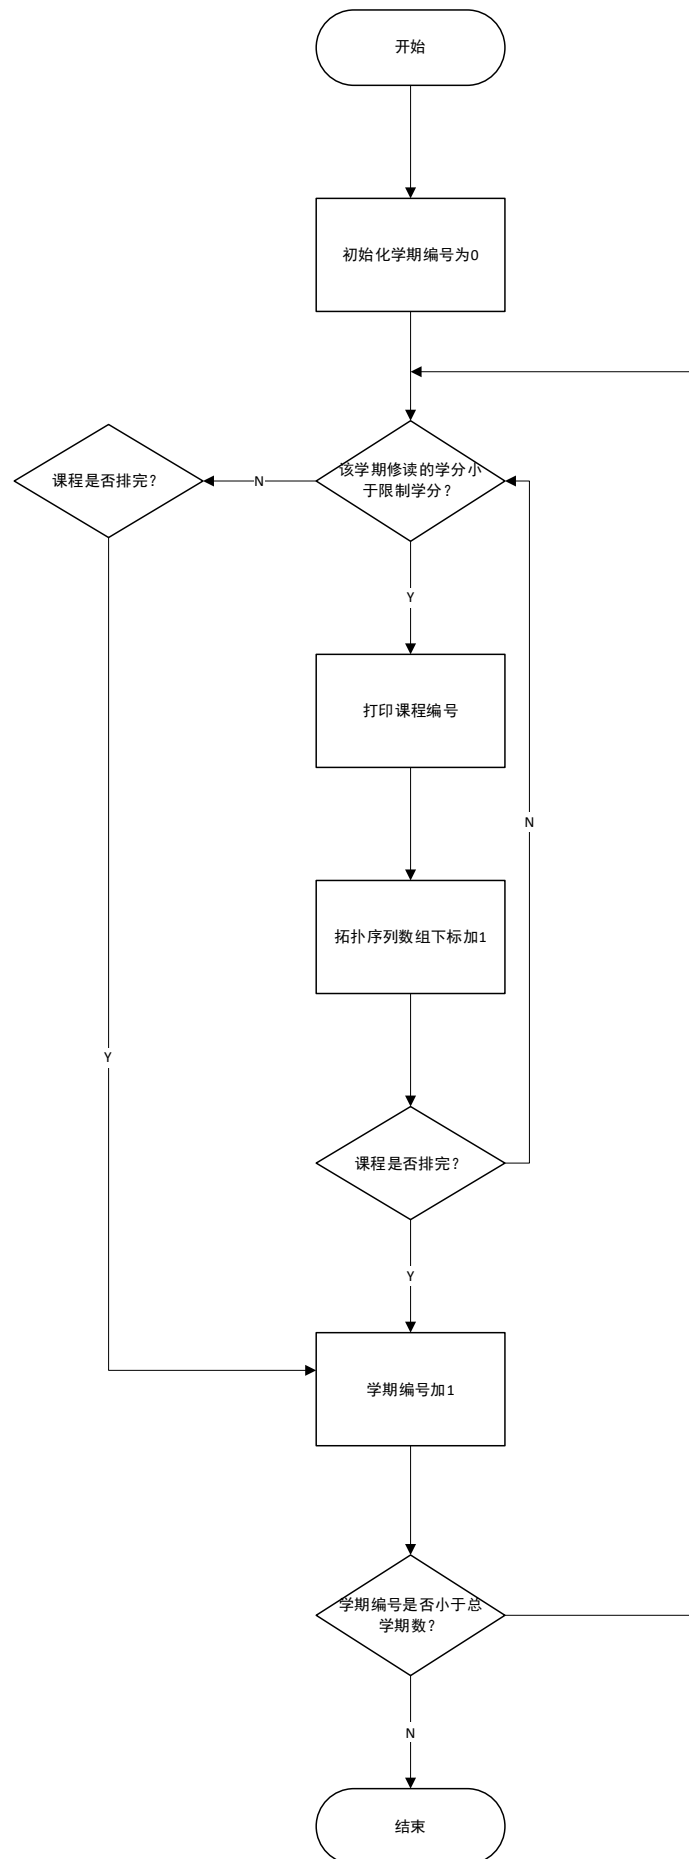 开始
初始化学期编号为0
课程是否排完？
N
该学期修读的学分小
于限制学分？
Y
打印课程编号
N
拓扑序列数组下标加1
Y
课程是否排完？
Y
学期编号加1
学期编号是否小于总
学期数？
N
结束